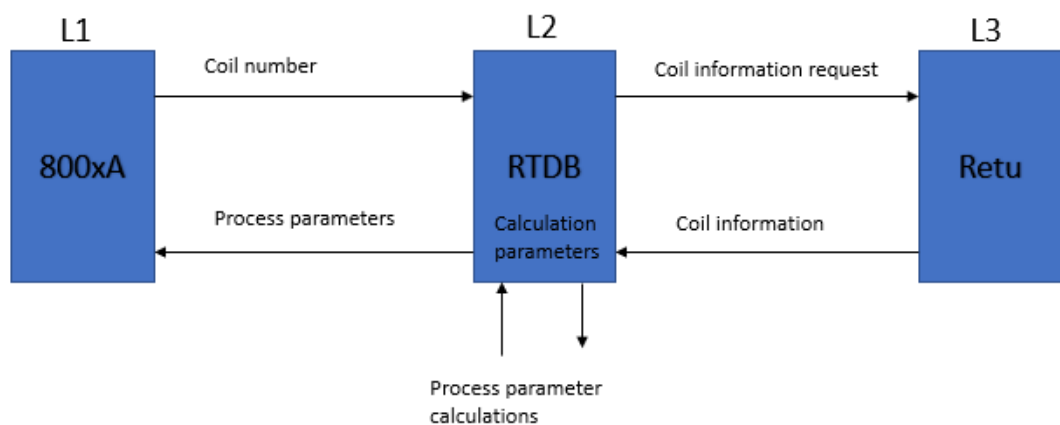 L1
L2
L3
Coil number
Coil information request
800xA
RTDB
Retu
Process parameters
Calculation
parameters
Coil information
Process parameter
calculations